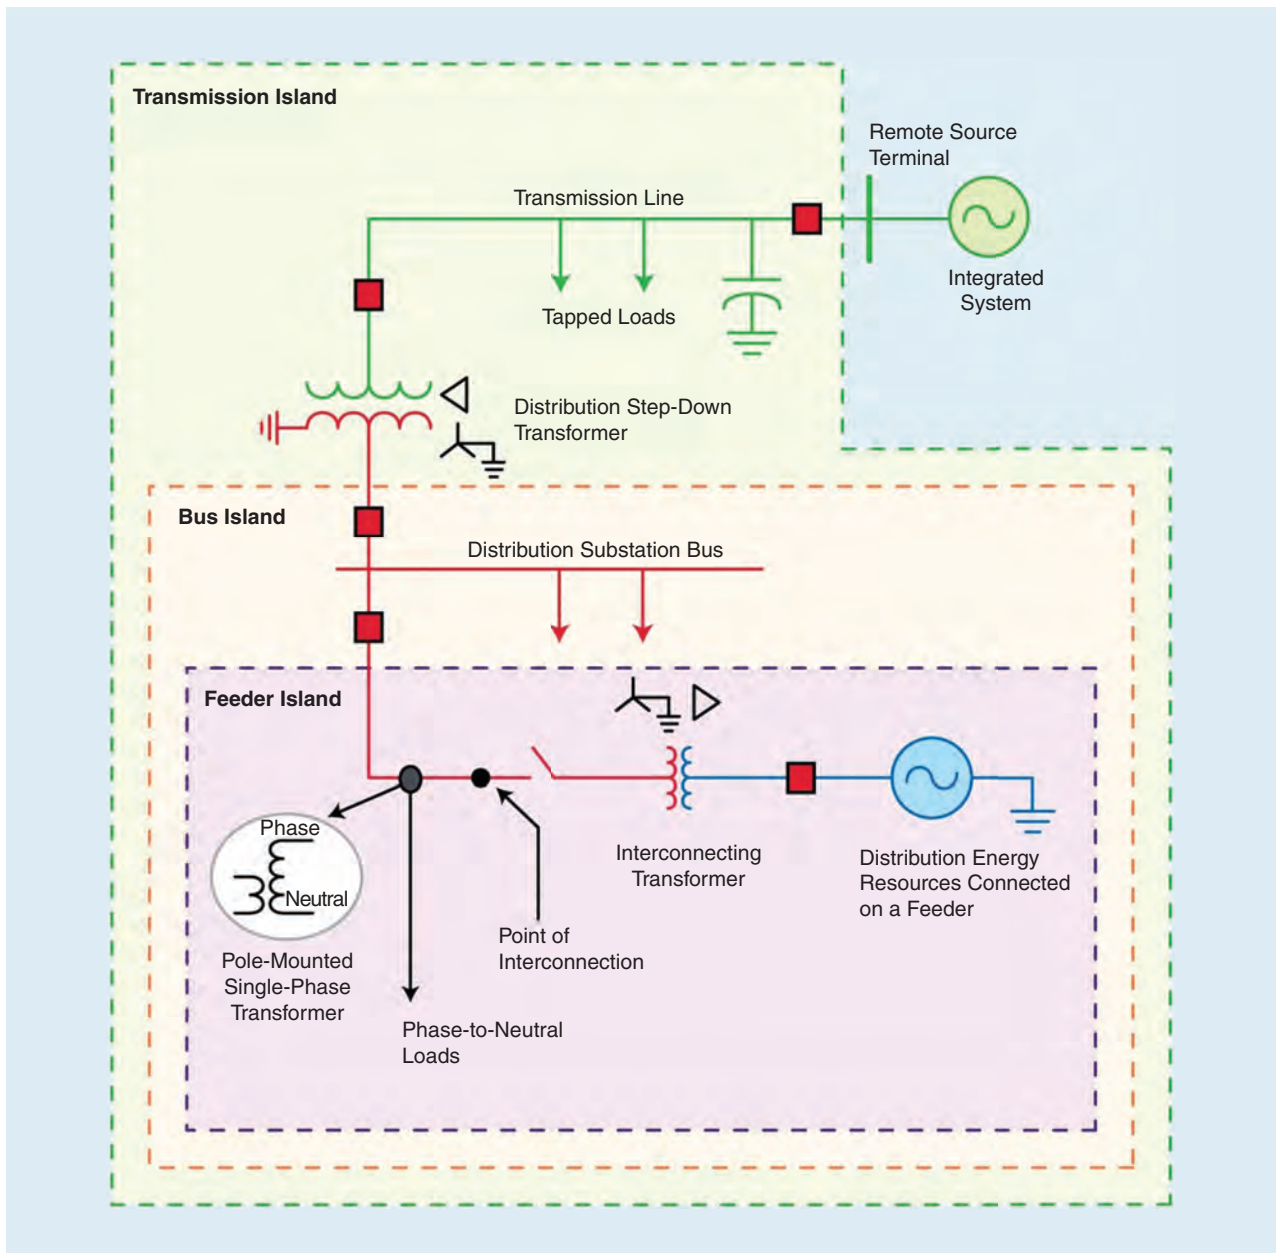 Transmission Island
Remote Source
Terminal
Transmission Line
Integrated
System
Tapped Loads
Distribution Step-Down
Transformer
Bus Island
Distribution Substation Bus
Feeder Island
Phase
Neutral
Interconnecting
Transformer
Distribution Energy
Resources Connected
on a Feeder
Point of
Interconnection
Pole-Mounted
Single-Phase
Transformer
Phase-to-Neutral
Loads